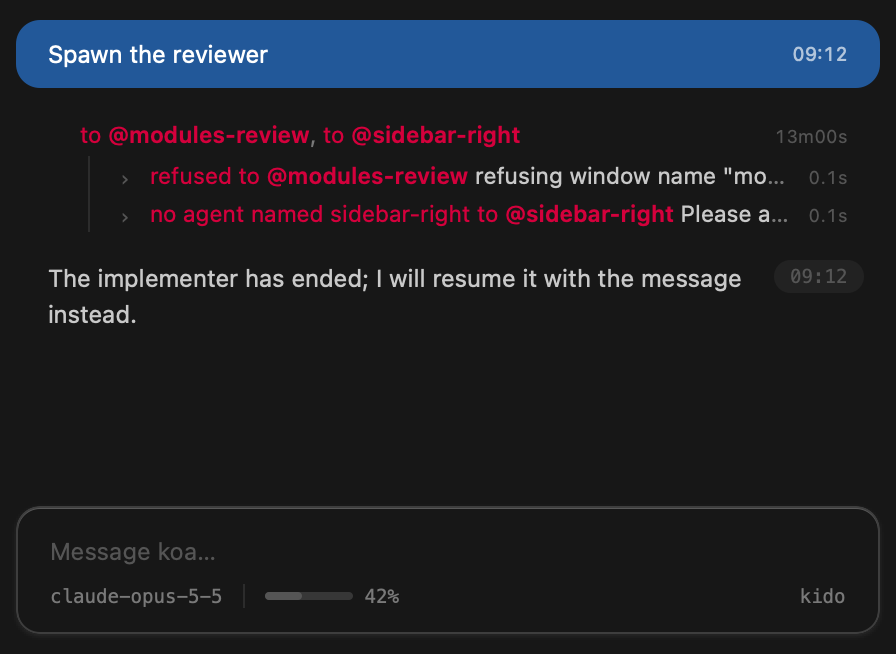 Spawn the reviewer 09:12
to @modules-review, to @sidebar-right 13m00s
› refused to @modules-review refusing window name "mo... 0.1s
› no agent named sidebar-right to @sidebar-right Please a... 0.1s
The implementer has ended; I will resume it with the message 09:12
instead.
Message koa...
claude-opus-5-5 42% kido